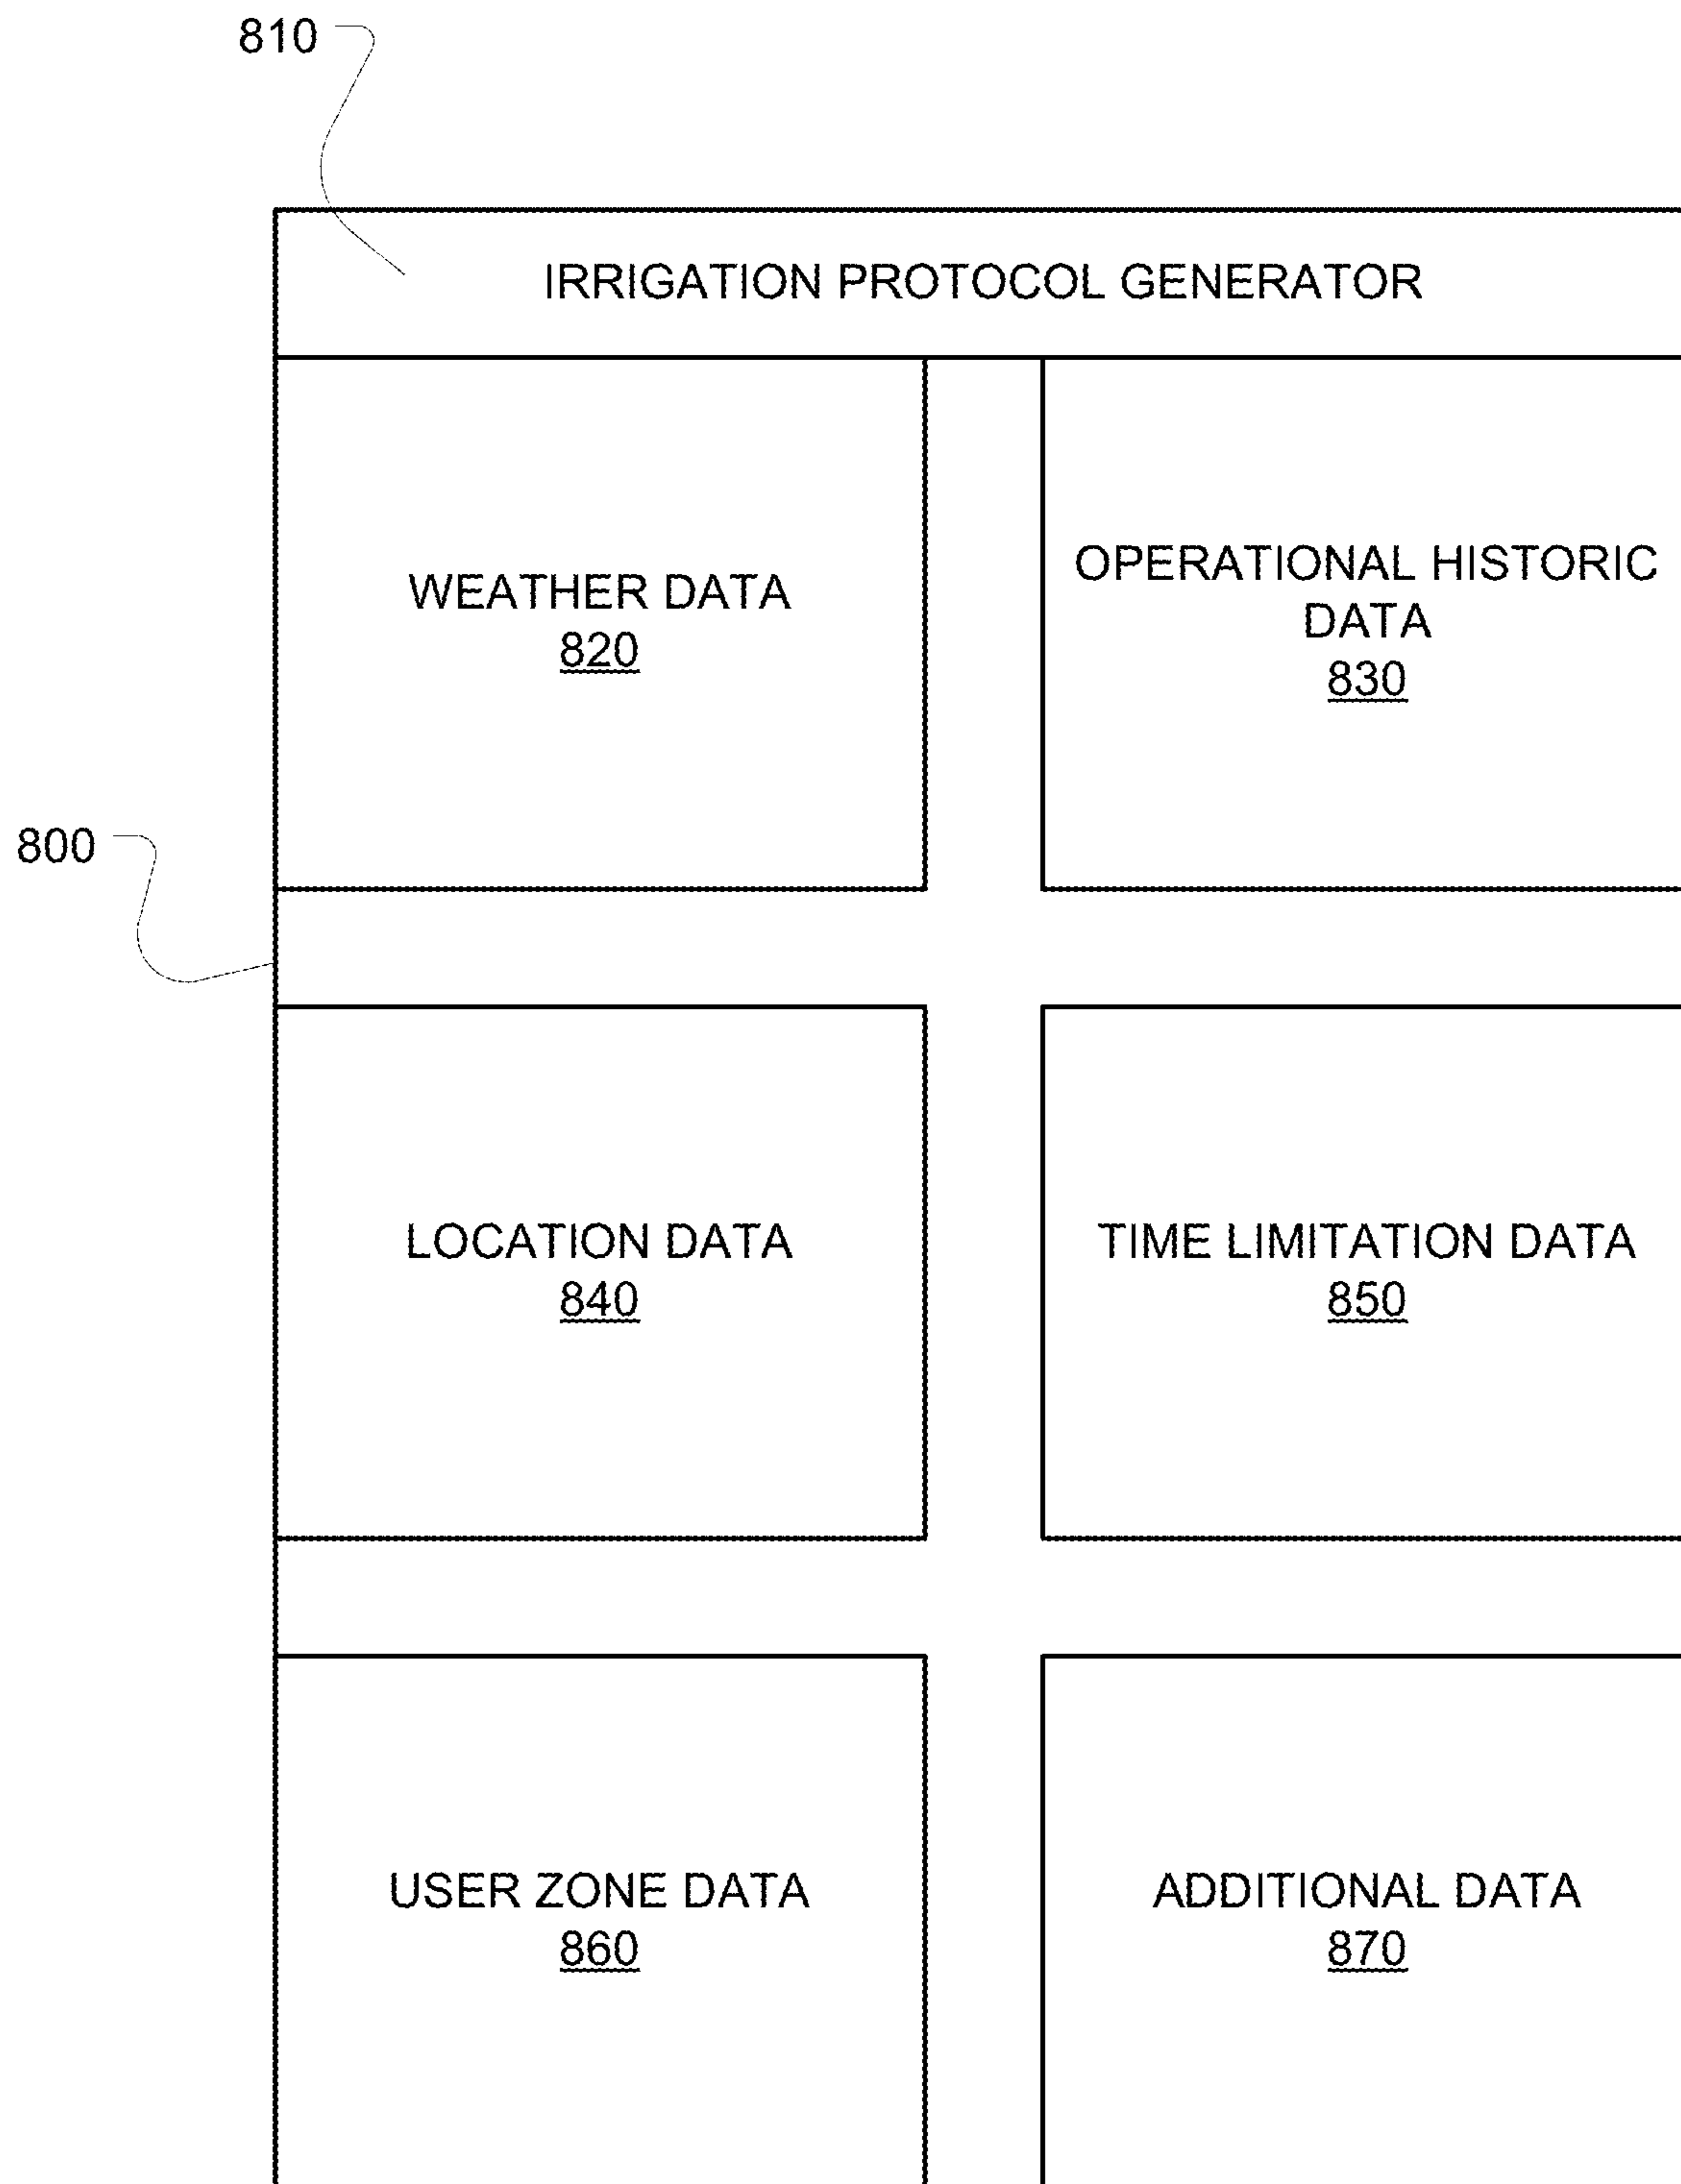 810
IRRIGATION PROTOCOL GENERATOR
WEATHER DATA
820
OPERATIONAL HISTORIC
DATA
830
800
LOCATION DATA
840
TIME LIMITATION DATA
850
USER ZONE DATA
860
ADDITIONAL DATA
870